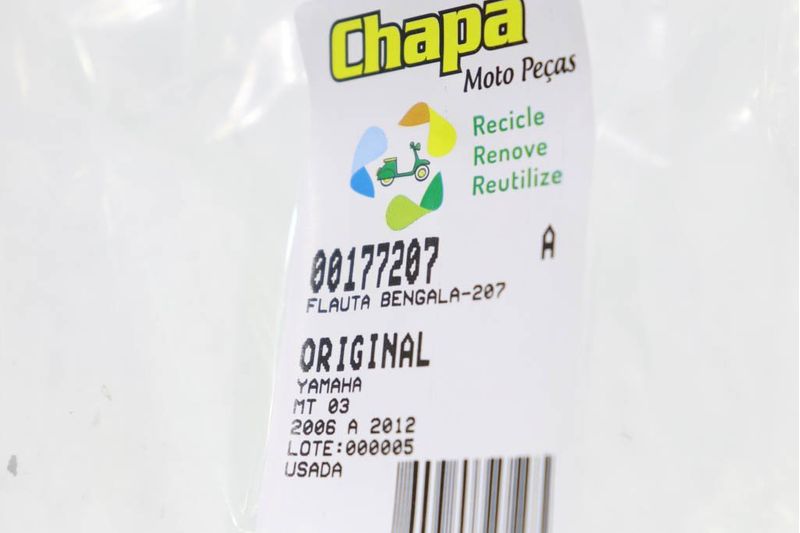 Chapa
Moto Peças
Recicle
Renove
Reutilize
00177207 A
FLAUTA BENGALA-207
ORIGINAL
YAMAHA
MT 03
2006 A 2012
LOTE:000005
USADA